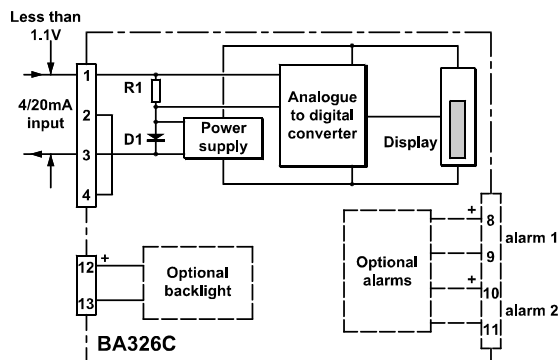 Less than
1.1V
4/20mA
input
1
2
3
4
R1
D1
Power
supply
Analogue
to digital
converter
Display
12
+
13
Optional
backlight
Optional
alarms
+
8
9
+
10
11
alarm 1
alarm 2
BA326C